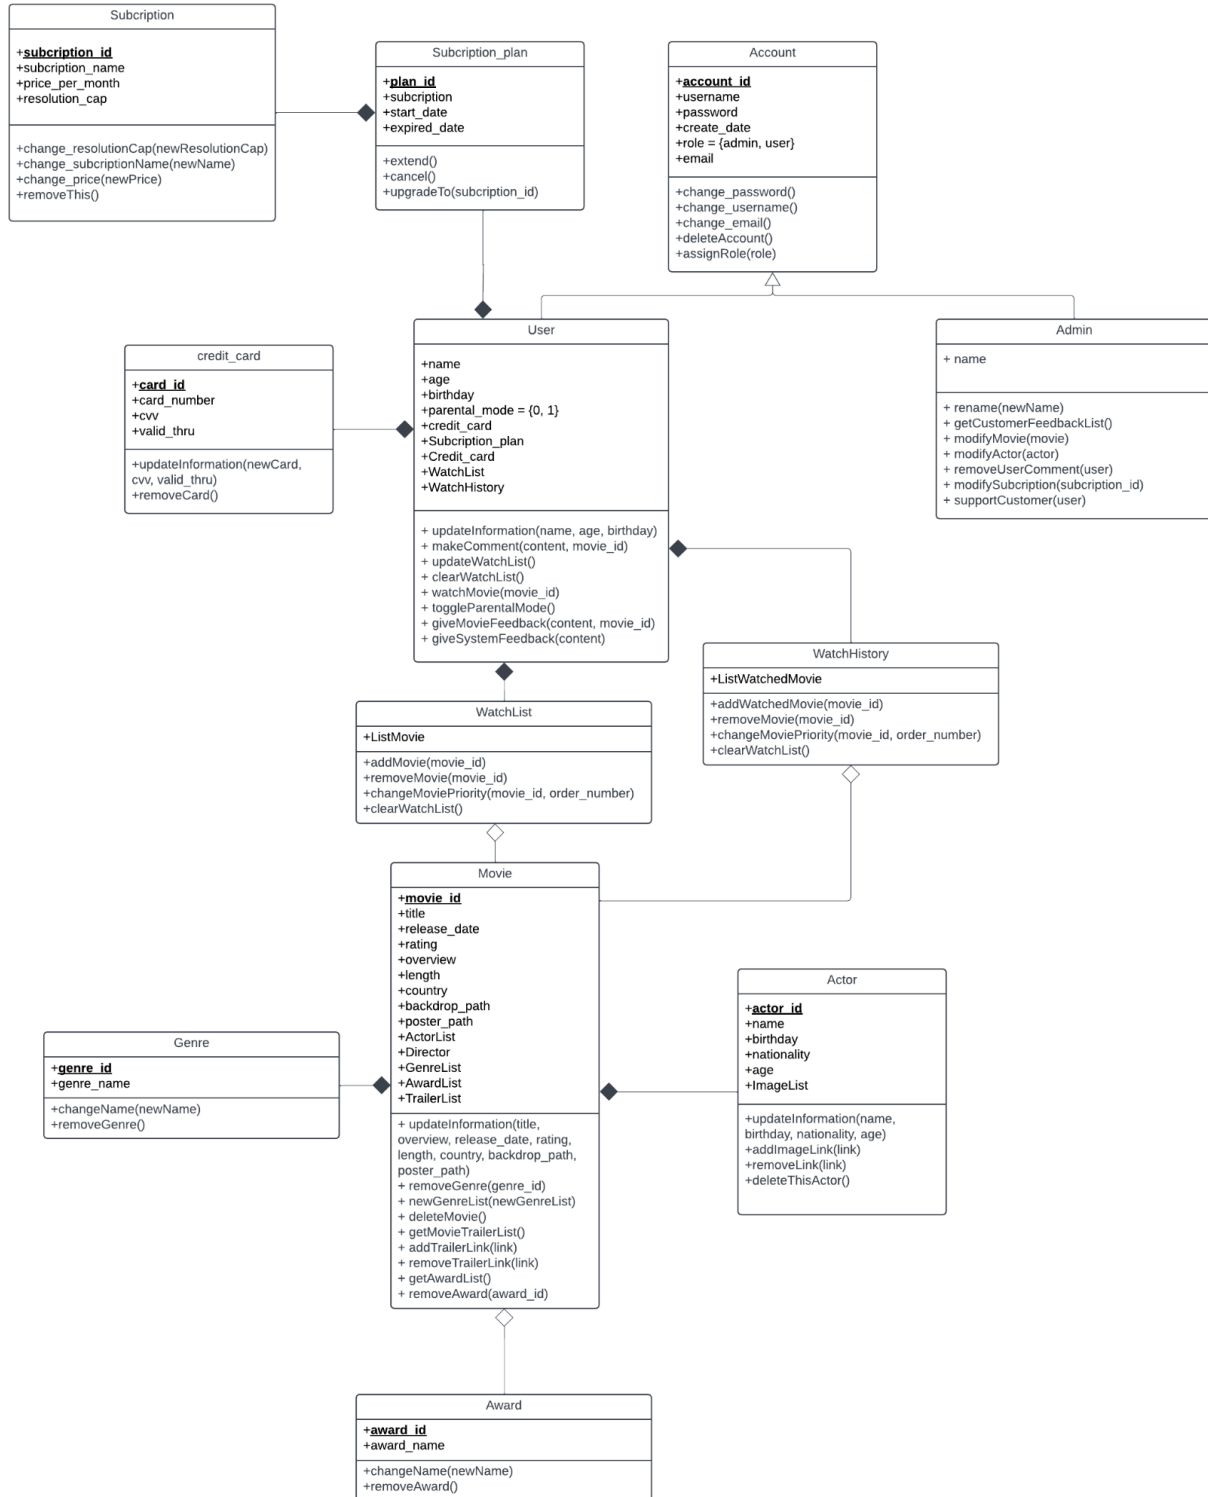 Subcription
+subcription_id
+subcription_name
+price_per_month
+resolution_cap
+change_resolutionCap(newResolutionCap)
+change_subcriptionName(newName)
+change_price(newPrice)
+removeThis()
Subcription_plan
+plan_id
+subcription
+start_date
+expired_date
+extend()
+cancel()
+upgradeTo(subcription_id)
Account
+account_id
+username
+password
+create_date
+role = {admin, user}
+email
+change_password()
+change_username()
+change_email()
+deleteAccount()
+assignRole(role)
credit_card
+card_id
+card_number
+cvv
+valid_thru
+updateInformation(newCard,
cvv, valid_thru)
+removeCard()
User
+name
+age
+birthday
+parental_mode = {0, 1}
+credit_card
+Subcription_plan
+Credit_card
+WatchList
+WatchHistory
+ updateInformation(name, age, birthday)
+ makeComment(content, movie_id)
+ updateWatchList()
+ clearWatchList()
+ watchMovie(movie_id)
+ toggleParentalMode()
+ giveMovieFeedback(content, movie_id)
+ giveSystemFeedback(content)
Admin
+ name
+ rename(newName)
+ getCustomerFeedbackList()
+ modifyMovie(movie)
+ modifyActor(actor)
+ removeUserComment(user)
+ modifySubcription(subcription_id)
+ supportCustomer(user)
WatchHistory
+ListWatchedMovie
+addWatchedMovie(movie_id)
+removeMovie(movie_id)
+changeMoviePriority(movie_id, order_number)
+clearWatchList()
WatchList
+ListMovie
+addMovie(movie_id)
+removeMovie(movie_id)
+changeMoviePriority(movie_id, order_number)
+clearWatchList()
Movie
+movie_id
+title
+release_date
+rating
+overview
+length
+country
+backdrop_path
+poster_path
+ActorList
+Director
+GenreList
+AwardList
+TrailerList
+ updateInformation(title,
overview, release_date, rating,
length, country, backdrop_path,
poster_path)
+ removeGenre(genre_id)
+ newGenreList(newGenreList)
+ deleteMovie()
+ getMovieTrailerList()
+ addTrailerLink(link)
+ removeTrailerLink(link)
+ getAwardList()
+ removeAward(award_id)
Actor
+actor_id
+name
+birthday
+nationality
+age
+ImageList
+updateInformation(name,
birthday, nationality, age)
+addImageLink(link)
+removeLink(link)
+deleteThisActor()
Genre
+genre_id
+genre_name
+changeName(newName)
+removeGenre()
Award
+award_id
+award_name
+changeName(newName)
+removeAward()